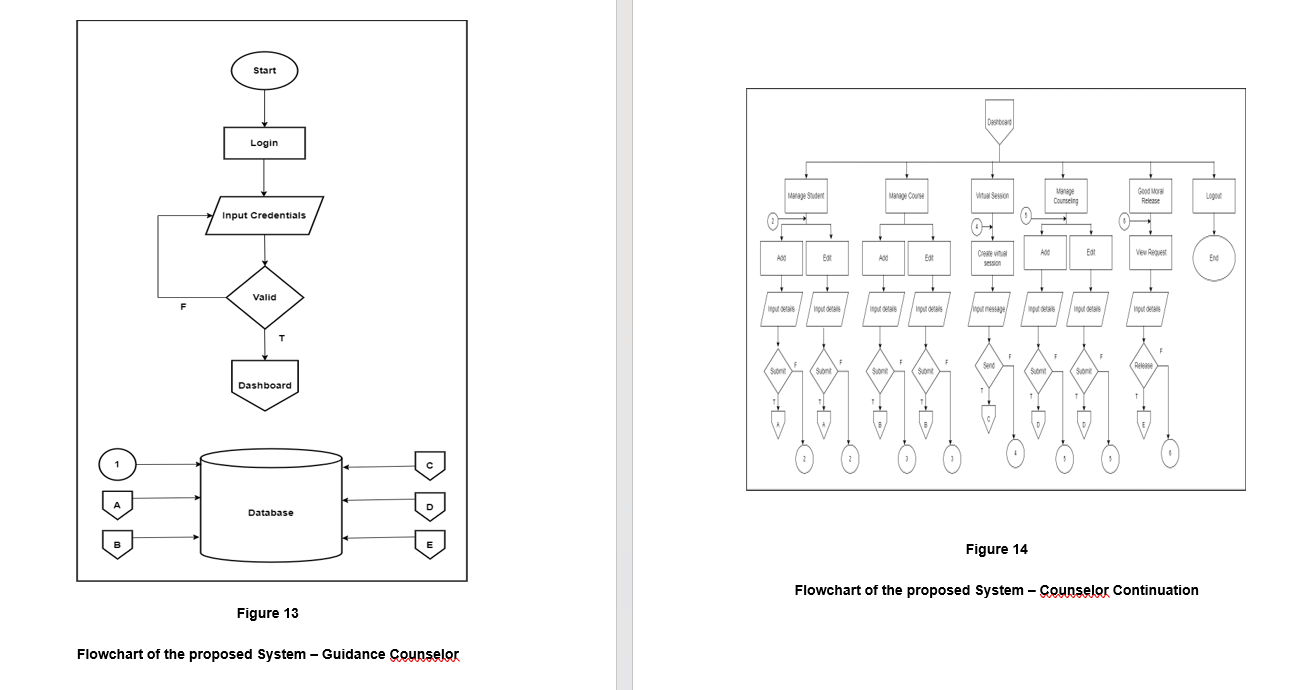 Start
Login
Input Credentials
Valid
F
T
Dashboard
1
A
B
Database
C
D
E
Figure 13
Flowchart of the proposed System – Guidance Counselor
Dashboard
Manage Student
Manage Course
Virtual Session
Manage
Counseling
Good Moral
Release
Logout
2
4
5
6
Add
Edit
Add
Edit
Create virtual
session
Add
Edit
View Request
End
Input details
Input details
Input details
Input details
Input message
Input details
Input details
Input details
Submit
F
Submit
F
Submit
F
Submit
F
Send
F
Submit
F
Submit
F
Release
F
T
T
T
T
T
T
T
T
A
A
B
B
C
D
D
E
2
2
3
3
4
5
5
6
Figure 14
Flowchart of the proposed System – Counselor Continuation